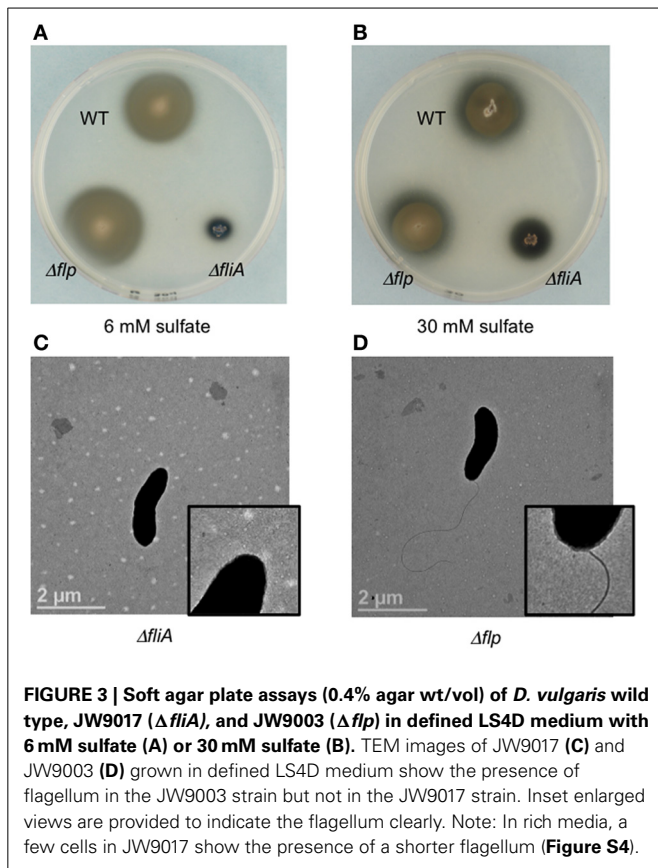 A
B
WT
WT
Δflp
ΔfliA
Δflp
ΔfliA
6 mM sulfate
30 mM sulfate
C
D
2 µm
2 µm
ΔfliA
Δflp
FIGURE 3 | Soft agar plate assays (0.4% agar wt/vol) of D. vulgaris wild
type, JW9017 (ΔfliA), and JW9003 (Δflp) in defined LS4D medium with
6 mM sulfate (A) or 30 mM sulfate (B). TEM images of JW9017 (C) and
JW9003 (D) grown in defined LS4D medium show the presence of
flagellum in the JW9003 strain but not in the JW9017 strain. Inset enlarged
views are provided to indicate the flagellum clearly. Note: In rich media, a
few cells in JW9017 show the presence of a shorter flagellum (Figure S4).